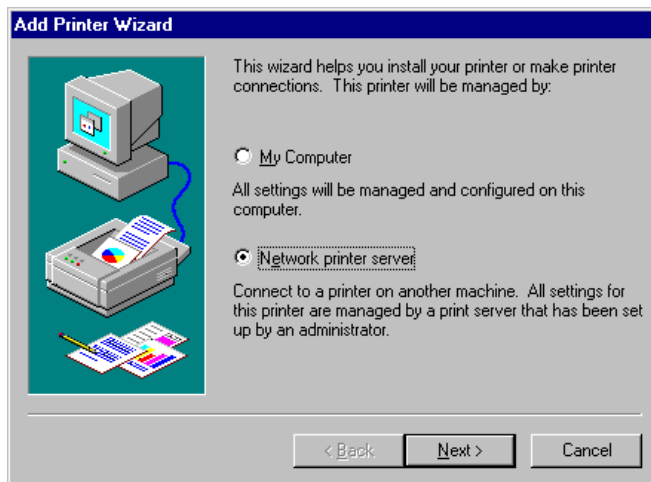 Add Printer Wizard
This wizard helps you install your printer or make printer
connections.  This printer will be managed by:
My Computer
All settings will be managed and configured on this
computer.
Network printer server
Connect to a printer on another machine.  All settings for
this printer are managed by a print server that has been set
up by an administrator.
< Back
Next >
Cancel